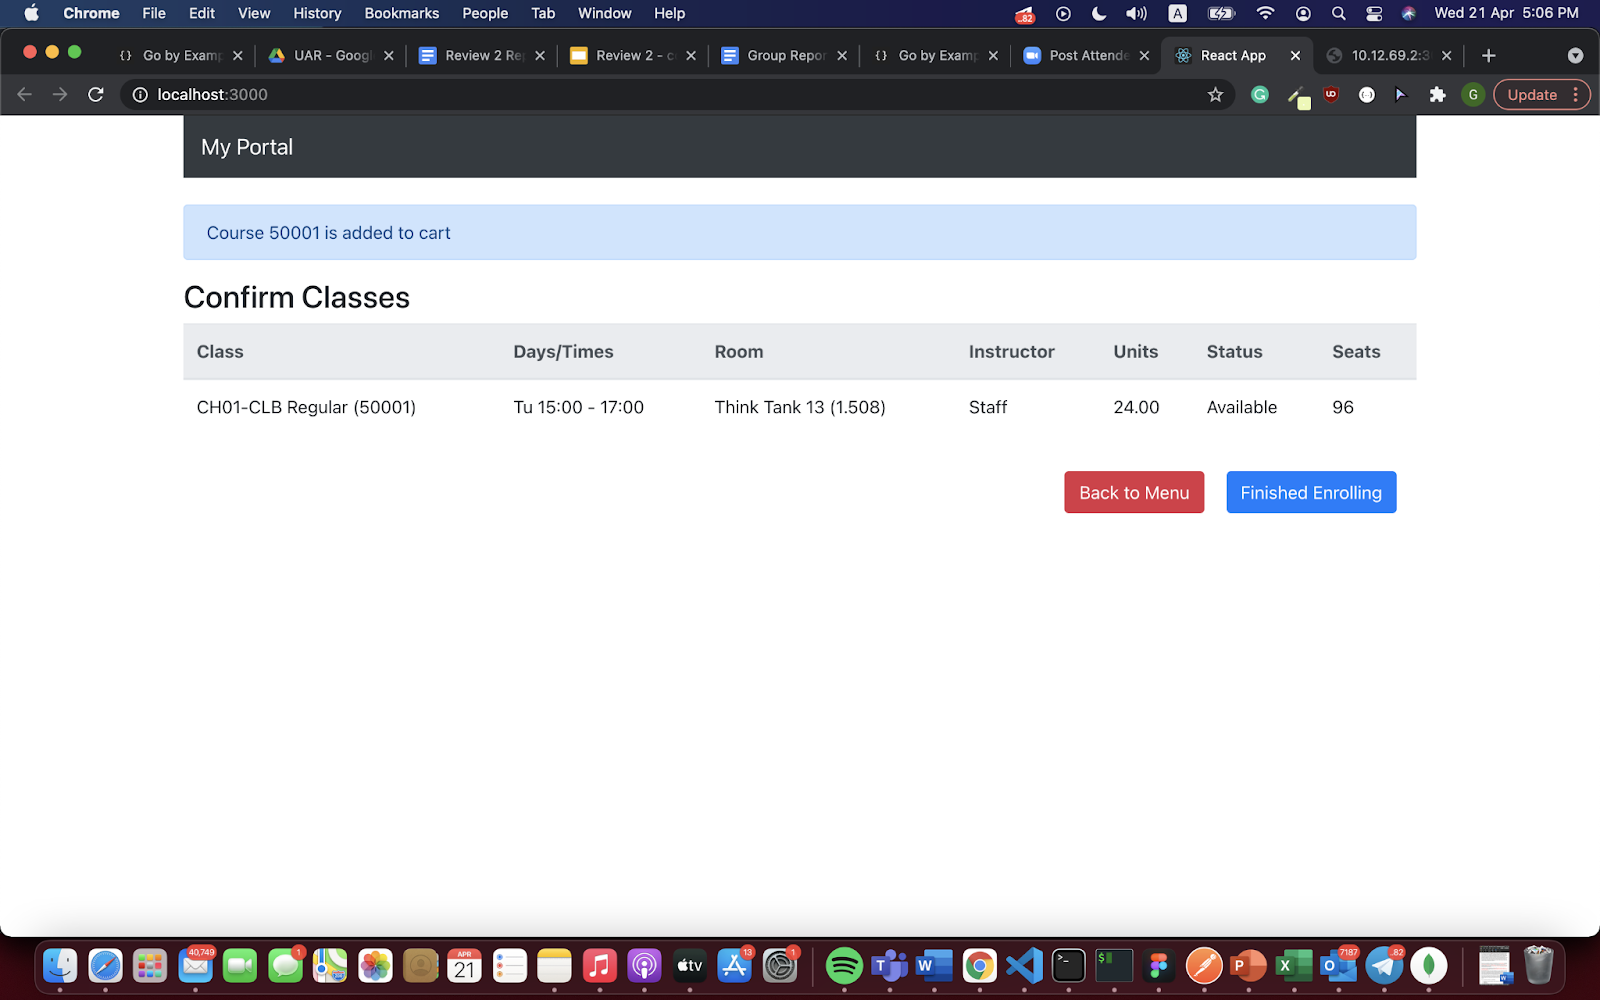 Chrome File Edit View History Bookmarks People Tab Window Help .82 A Wed 21 Apr 5:06 PM
Go by Examp UAR - Googl Review 2 Re Review 2 - c Group Repor Go by Examp Post Attende React App 10.12.69.2:3
localhost:3000 G Update
My Portal
Course 50001 is added to cart
Confirm Classes
Class Days/Times Room Instructor Units Status Seats
CH01-CLB Regular (50001) Tu 15:00 - 17:00 Think Tank 13 (1.508) Staff 24.00 Available 96
Back to Menu Finished Enrolling
40,749 1 APR 21 tv 13 1 T W >_ $ P X O 7187 .82 W